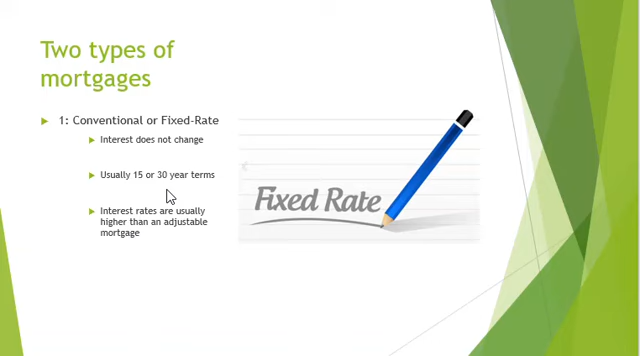 Two types of
mortgages
1: Conventional or Fixed-Rate
Interest does not change
Usually 15 or 30 year terms
Interest rates are usually
higher than an adjustable
mortgage
Fixed Rate